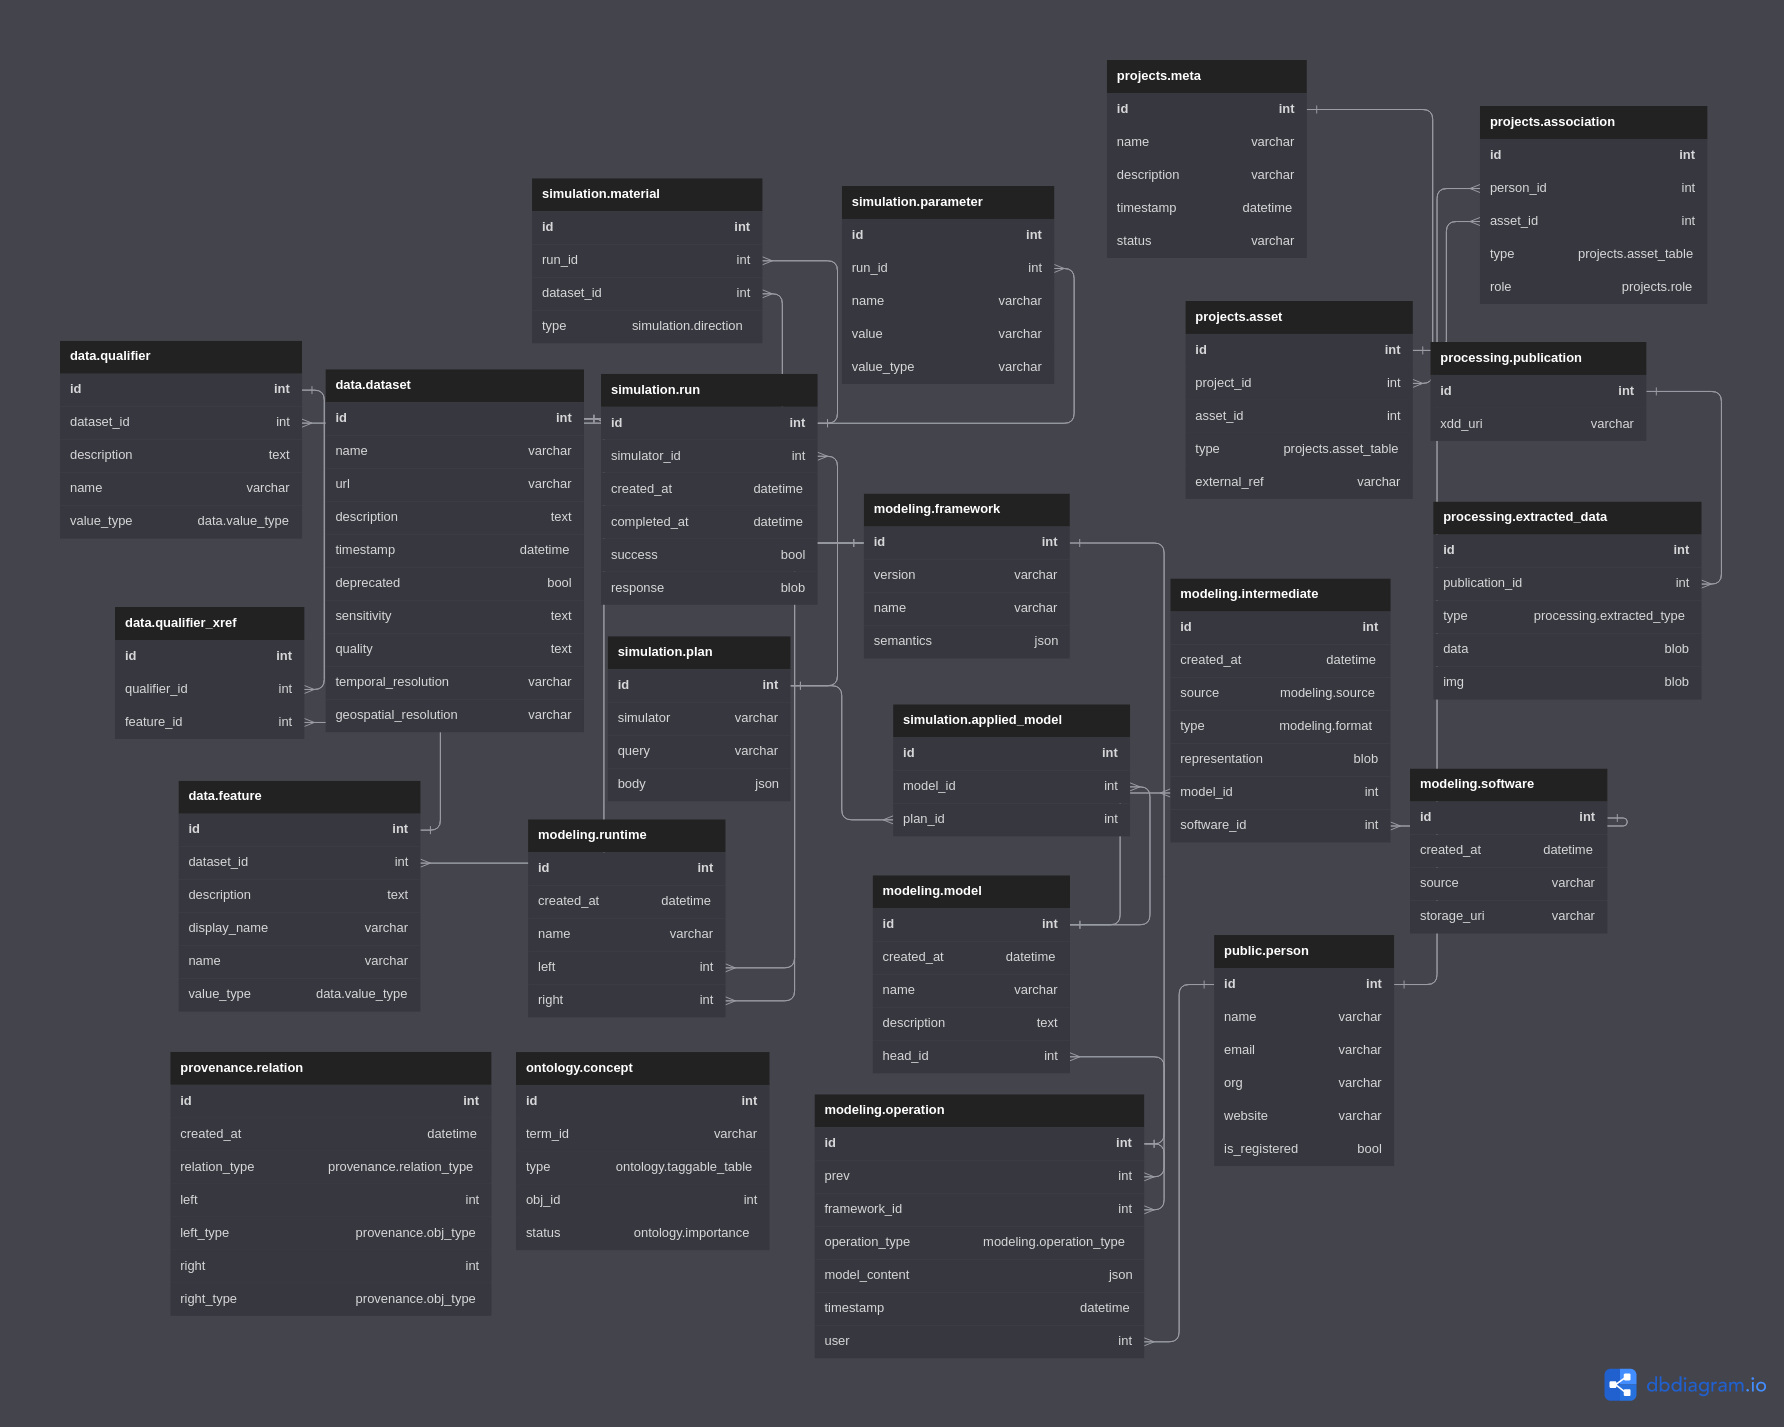 projects.meta
id int
name varchar
description varchar
timestamp datetime
status varchar
projects.association
id int
person_id int
asset_id int
type projects.asset_table
role projects.role
simulation.material
id int
run_id int
dataset_id int
type simulation.direction
simulation.parameter
id int
run_id int
name varchar
value varchar
value_type varchar
projects.asset
id int
project_id int
asset_id int
type projects.asset_table
external_ref varchar
processing.publication
id int
xdd_uri varchar
data.qualifier
id int
dataset_id int
description text
name varchar
value_type data.value_type
data.dataset
id int
name varchar
url varchar
description text
timestamp datetime
deprecated bool
sensitivity text
quality text
temporal_resolution varchar
geospatial_resolution varchar
simulation.run
id int
simulator_id int
created_at datetime
completed_at datetime
success bool
response blob
modeling.framework
id int
version varchar
name varchar
semantics json
processing.extracted_data
id int
publication_id int
type processing.extracted_type
data blob
img blob
modeling.intermediate
id int
created_at datetime
source modeling.source
type modeling.format
representation blob
model_id int
software_id int
data.qualifier_xref
id int
qualifier_id int
feature_id int
simulation.plan
id int
simulator varchar
query varchar
body json
simulation.applied_model
id int
model_id int
plan_id int
modeling.software
id int
created_at datetime
source varchar
storage_uri varchar
data.feature
id int
dataset_id int
description text
display_name varchar
name varchar
value_type data.value_type
modeling.runtime
id int
created_at datetime
name varchar
left int
right int
modeling.model
id int
created_at datetime
name varchar
description text
head_id int
public.person
id int
name varchar
email varchar
org varchar
website varchar
is_registered bool
provenance.relation
id int
created_at datetime
relation_type provenance.relation_type
left int
left_type provenance.obj_type
right int
right_type provenance.obj_type
ontology.concept
id int
term_id varchar
type ontology.taggable_table
obj_id int
status ontology.importance
modeling.operation
id int
prev int
framework_id int
operation_type modeling.operation_type
model_content json
timestamp datetime
user int
dbdiagram.io